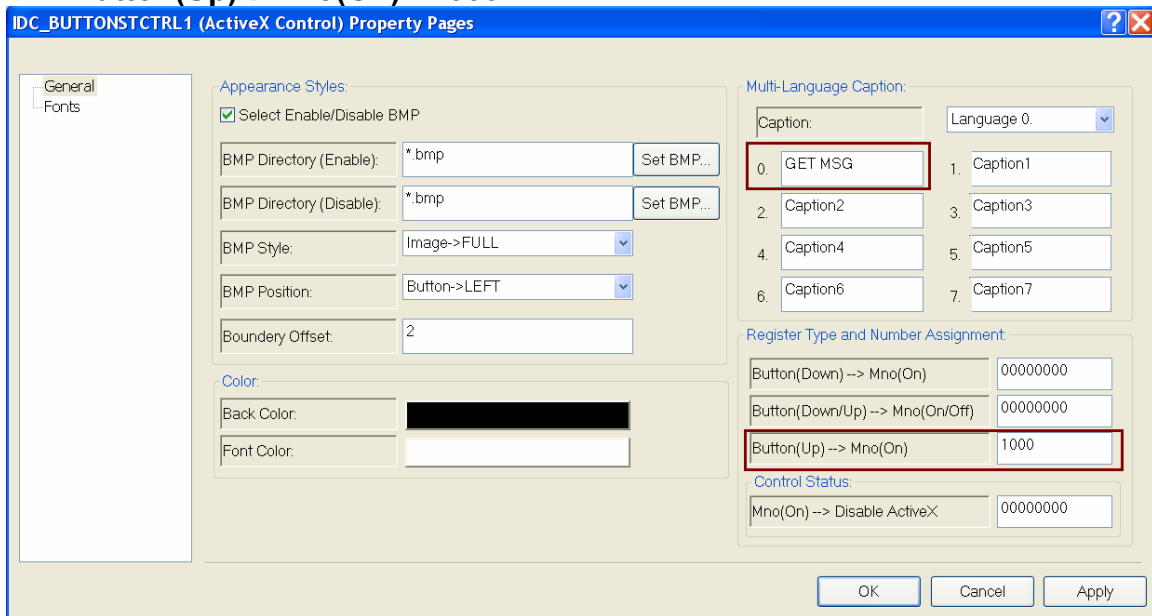 IDC_BUTTONSTCTRL1 (ActiveX Control) Property Pages
General
Fonts
Appearance Styles:
Select Enable/Disable BMP
BMP Directory (Enable): *.bmp Set BMP...
BMP Directory (Disable): *.bmp Set BMP...
BMP Style: Image->FULL
BMP Position: Button->LEFT
Boundery Offset: 2
Color:
Back Color:
Font Color:
Multi-Language Caption:
Caption: Language 0.
0. GET MSG 1. Caption1
2. Caption2 3. Caption3
4. Caption4 5. Caption5
6. Caption6 7. Caption7
Register Type and Number Assignment:
Button(Down) --> Mno(On) 00000000
Button(Down/Up) --> Mno(On/Off) 00000000
Button(Up) --> Mno(On) 1000
Control Status:
Mno(On) --> Disable ActiveX 00000000
OK Cancel Apply